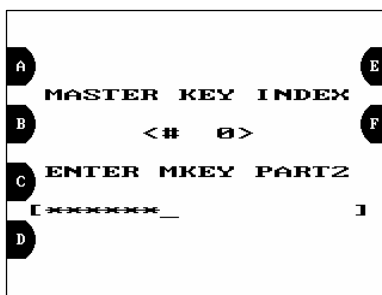 A
E
MASTER KEY INDEX
B
F
<# 0>
C
ENTER MKEY PART2
[******_ ]
D